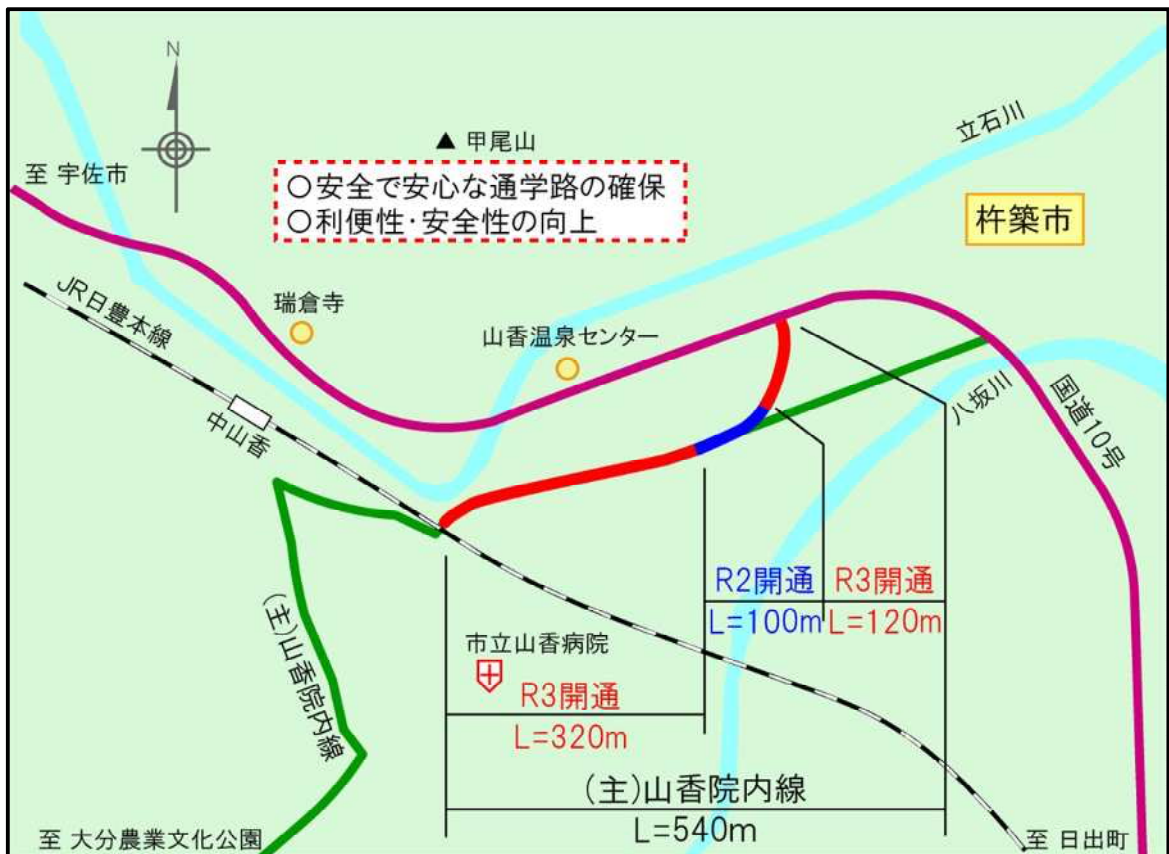 N
▲ 甲尾山
立石川
至 宇佐市
○安全で安心な通学路の確保
○利便性・安全性の向上
杵築市
JR日豊本線
瑞倉寺
山香温泉センター
中山香
八坂川
国道10号
(主)山香院内線
市立山香病院
R2開通
L=100m
R3開通
L=120m
R3開通
L=320m
(主)山香院内線
L=540m
至 大分農業文化公園
至 日出町